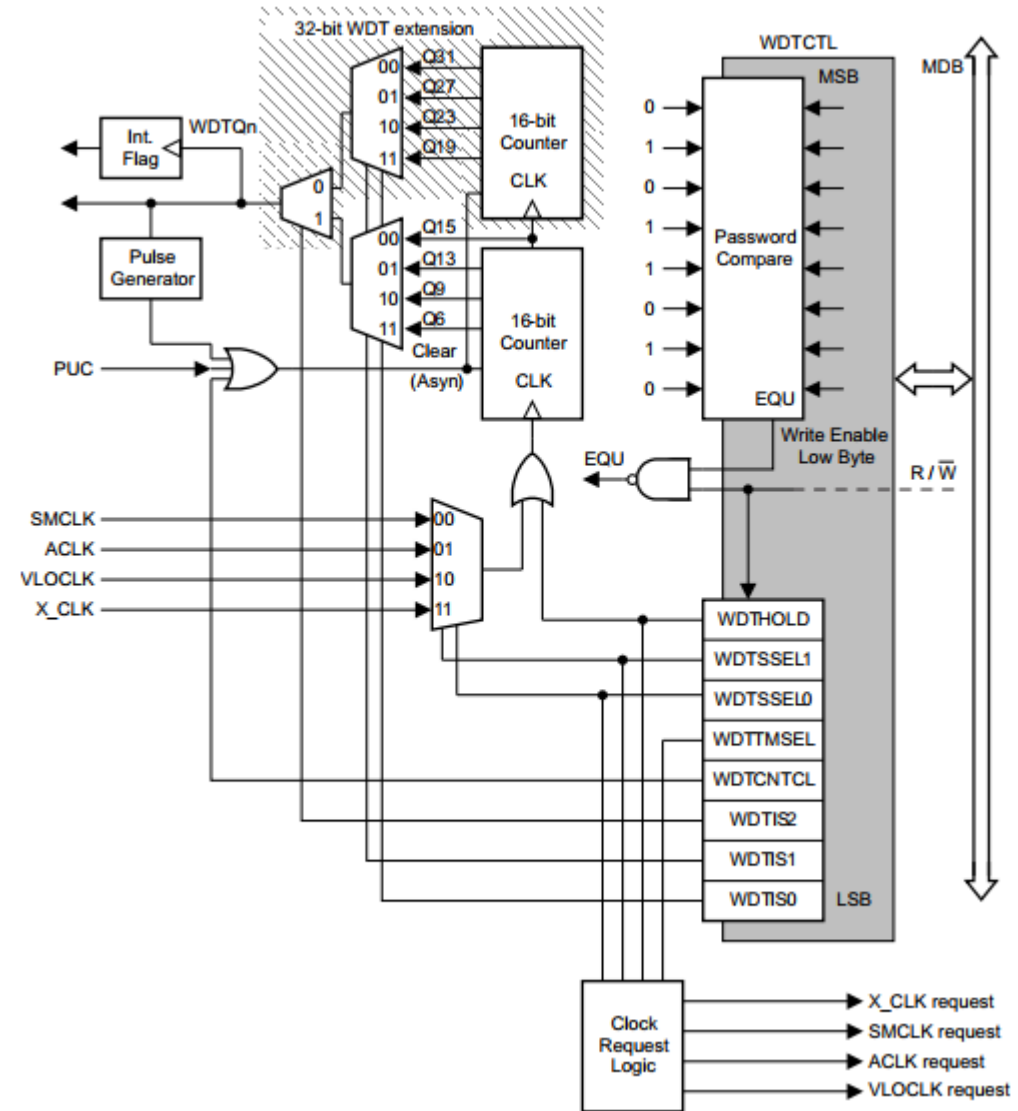 32-bit WDT extension
WDTCTL
MDB
MSB
Q31
00
Q27
01
Q23
10
Q19
11
16-bit
Counter
CLK
Int.
Flag
WDTQn
0
1
Pulse
Generator
Q15
00
Q13
01
Q9
10
Q6
11
16-bit
Counter
CLK
Clear
(Asyn)
PUC
0
1
0
1
1
0
1
0
Password
Compare
EQU
Write Enable
Low Byte
EQU
R / W̅
SMCLK
00
ACLK
01
VLOCLK
10
X_CLK
11
WDTHOLD
WDTSSEL1
WDTSSEL0
WDTTMSEL
WDTCNTCL
WDTIS2
WDTIS1
WDTIS0
LSB
Clock
Request
Logic
X_CLK request
SMCLK request
ACLK request
VLOCLK request